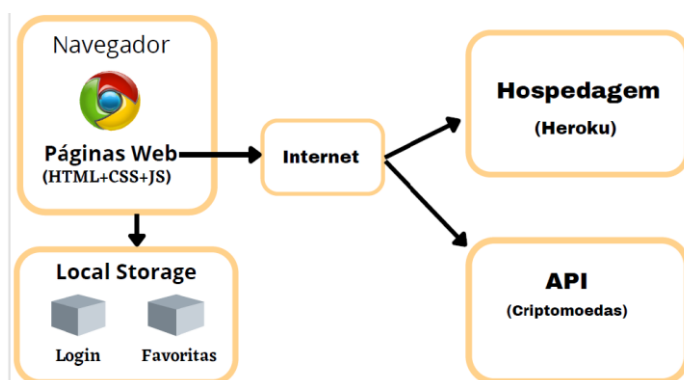 Navegador
Páginas Web
(HTML+CSS+JS)
Local Storage
Login
Favoritas
Internet
Hospedagem
(Heroku)
API
(Criptomoedas)